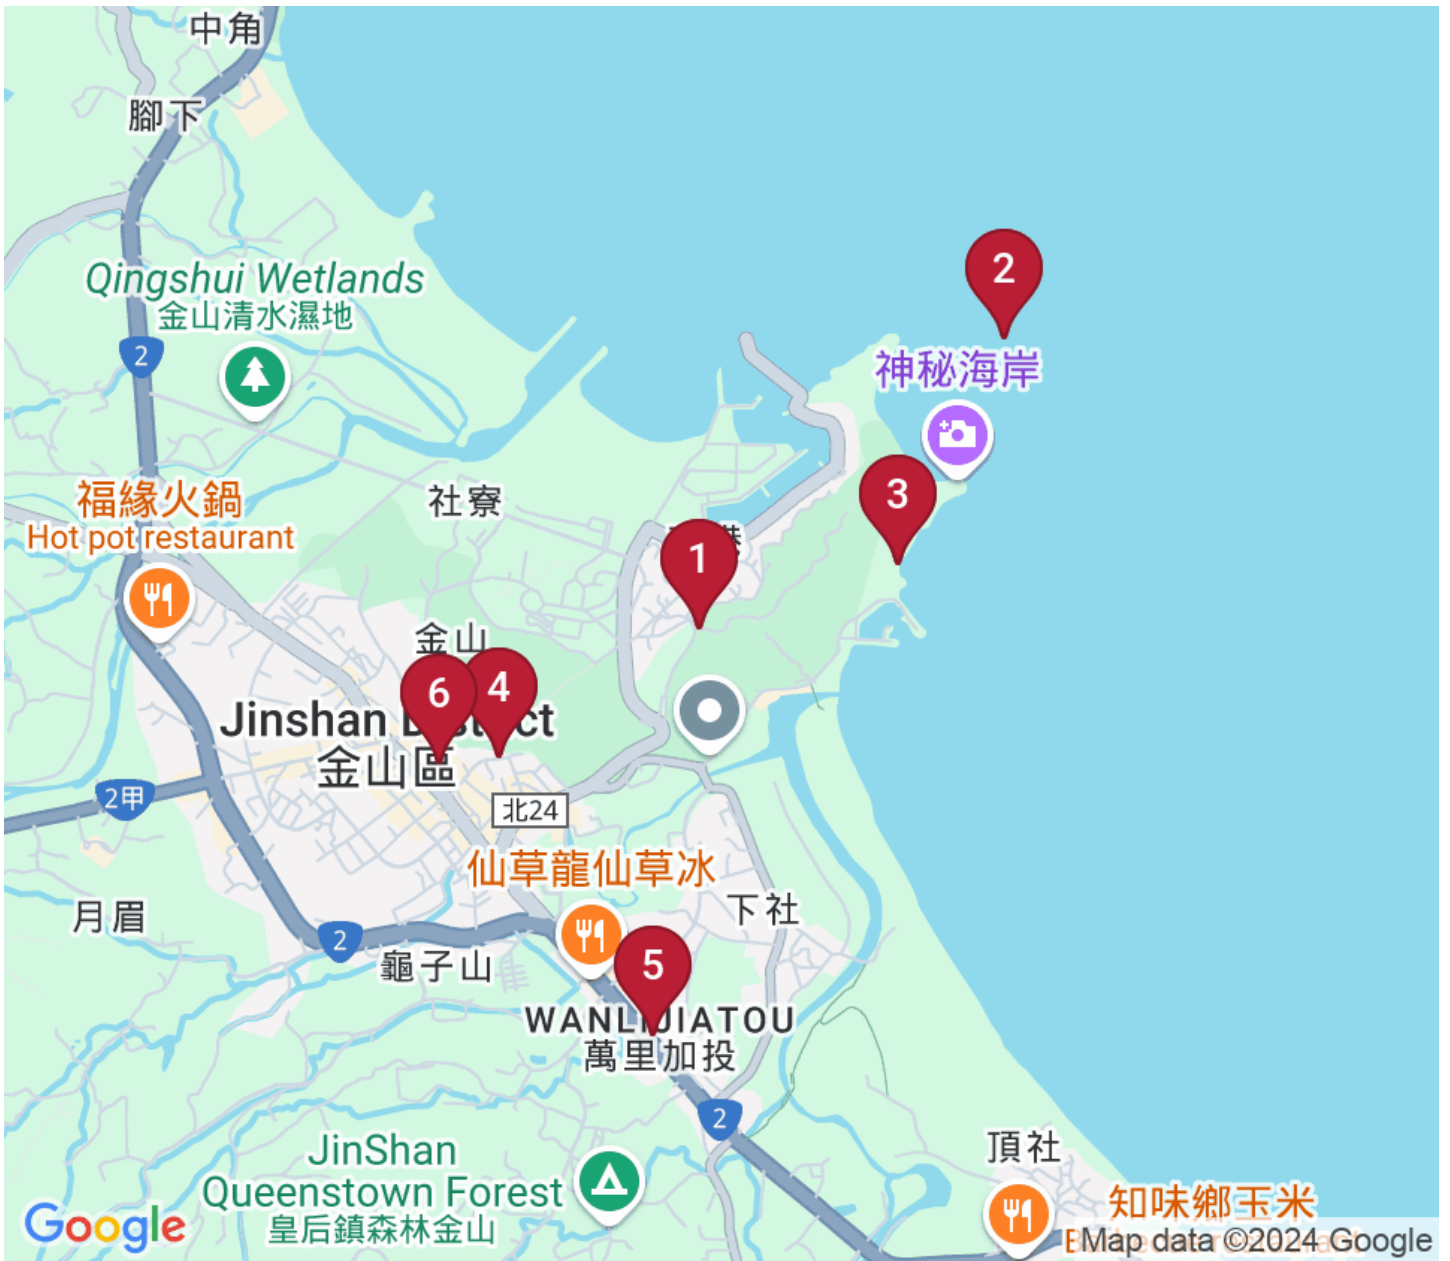 中角
腳下
Qingshui Wetlands
金山清水濕地
2
2
神秘海岸
福緣火鍋
Hot pot restaurant
社寮
3
1
港
金山
6
4
Jinshan District
金山區
2甲
北24
仙草龍仙草冰
月眉
下社
2
龜子山
5
WANLIJIATOU
萬里加投
2
JinShan
Queenstown Forest
皇后鎮森林金山
頂社
知味鄉玉米
Google
Map data ©2024 Google